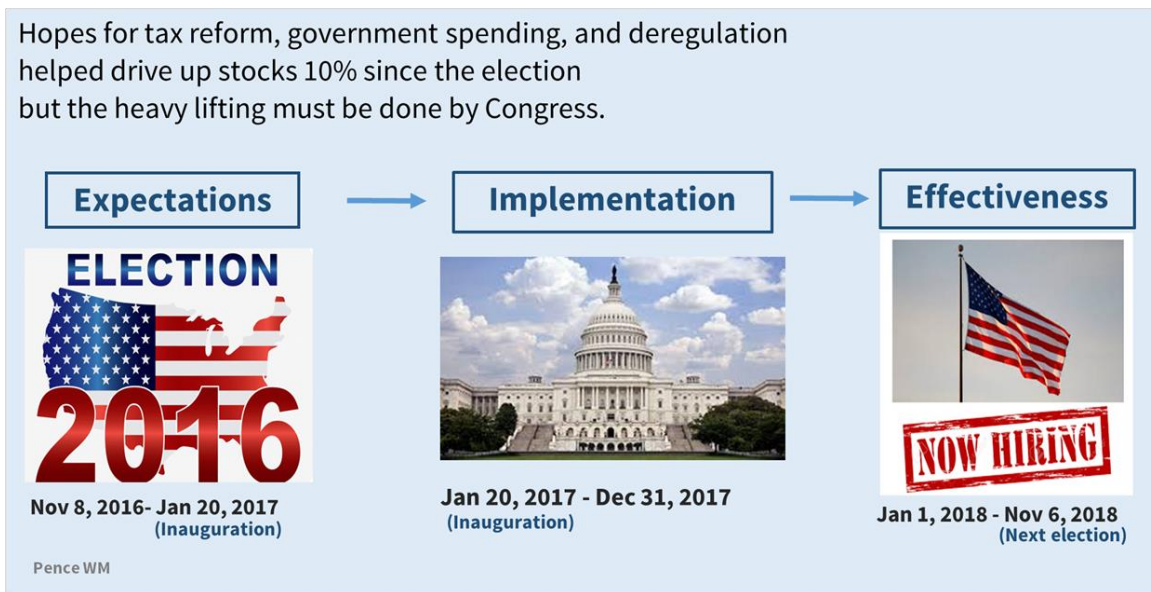 Hopes for tax reform, government spending, and deregulation
helped drive up stocks 10% since the election
but the heavy lifting must be done by Congress.
Expectations
Implementation
Effectiveness
ELECTION
2016
NOW HIRING
Nov 8, 2016- Jan 20, 2017
(Inauguration)
Jan 20, 2017 - Dec 31, 2017
(Inauguration)
Jan 1, 2018 - Nov 6, 2018
(Next election)
Pence WM